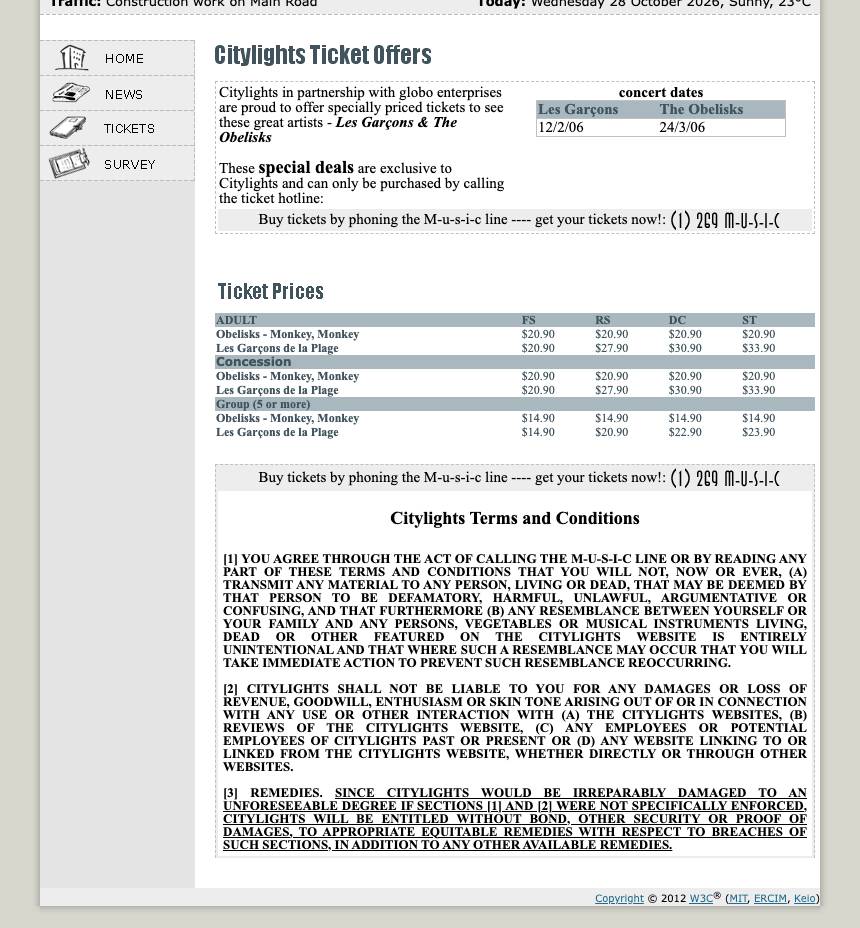 Traffic: Construction work on Main Road
Today: Wednesday 28 October 2026, Sunny, 23°C
HOME
NEWS
TICKETS
SURVEY
Citylights Ticket Offers
Citylights in partnership with globo enterprises
are proud to offer specially priced tickets to see
these great artists - Les Garçons & The
Obelisks
These special deals are exclusive to
Citylights and can only be purchased by calling
the ticket hotline:
concert dates
Les Garçons The Obelisks
12/2/06 24/3/06
Buy tickets by phoning the M-u-s-i-c line ---- get your tickets now!: (1) 269 M-U-S-I-C
Ticket Prices
ADULT FS RS DC ST
Obelisks - Monkey, Monkey $20.90 $20.90 $20.90 $20.90
Les Garçons de la Plage $20.90 $27.90 $30.90 $33.90
Concession
Obelisks - Monkey, Monkey $20.90 $20.90 $20.90 $20.90
Les Garçons de la Plage $20.90 $27.90 $30.90 $33.90
Group (5 or more)
Obelisks - Monkey, Monkey $14.90 $14.90 $14.90 $14.90
Les Garçons de la Plage $14.90 $20.90 $22.90 $23.90
Buy tickets by phoning the M-u-s-i-c line ---- get your tickets now!: (1) 269 M-U-S-I-C
Citylights Terms and Conditions
[1] YOU AGREE THROUGH THE ACT OF CALLING THE M-U-S-I-C LINE OR BY READING ANY
PART OF THESE TERMS AND CONDITIONS THAT YOU WILL NOT, NOW OR EVER, (A)
TRANSMIT ANY MATERIAL TO ANY PERSON, LIVING OR DEAD, THAT MAY BE DEEMED BY
THAT PERSON TO BE DEFAMATORY, HARMFUL, UNLAWFUL, ARGUMENTATIVE OR
CONFUSING, AND THAT FURTHERMORE (B) ANY RESEMBLANCE BETWEEN YOURSELF OR
YOUR FAMILY AND ANY PERSONS, VEGETABLES OR MUSICAL INSTRUMENTS LIVING,
DEAD OR OTHER FEATURED ON THE CITYLIGHTS WEBSITE IS ENTIRELY
UNINTENTIONAL AND THAT WHERE SUCH A RESEMBLANCE MAY OCCUR THAT YOU WILL
TAKE IMMEDIATE ACTION TO PREVENT SUCH RESEMBLANCE REOCCURRING.
[2] CITYLIGHTS SHALL NOT BE LIABLE TO YOU FOR ANY DAMAGES OR LOSS OF
REVENUE, GOODWILL, ENTHUSIASM OR SKIN TONE ARISING OUT OF OR IN CONNECTION
WITH ANY USE OR OTHER INTERACTION WITH (A) THE CITYLIGHTS WEBSITES, (B)
REVIEWS OF THE CITYLIGHTS WEBSITE, (C) ANY EMPLOYEES OR POTENTIAL
EMPLOYEES OF CITYLIGHTS PAST OR PRESENT OR (D) ANY WEBSITE LINKING TO OR
LINKED FROM THE CITYLIGHTS WEBSITE, WHETHER DIRECTLY OR THROUGH OTHER
WEBSITES.
[3] REMEDIES. SINCE CITYLIGHTS WOULD BE IRREPARABLY DAMAGED TO AN
UNFORESEEABLE DEGREE IF SECTIONS [1] AND [2] WERE NOT SPECIFICALLY ENFORCED,
CITYLIGHTS WILL BE ENTITLED WITHOUT BOND, OTHER SECURITY OR PROOF OF
DAMAGES, TO APPROPRIATE EQUITABLE REMEDIES WITH RESPECT TO BREACHES OF
SUCH SECTIONS, IN ADDITION TO ANY OTHER AVAILABLE REMEDIES.
Copyright © 2012 W3C® (MIT, ERCIM, Keio)